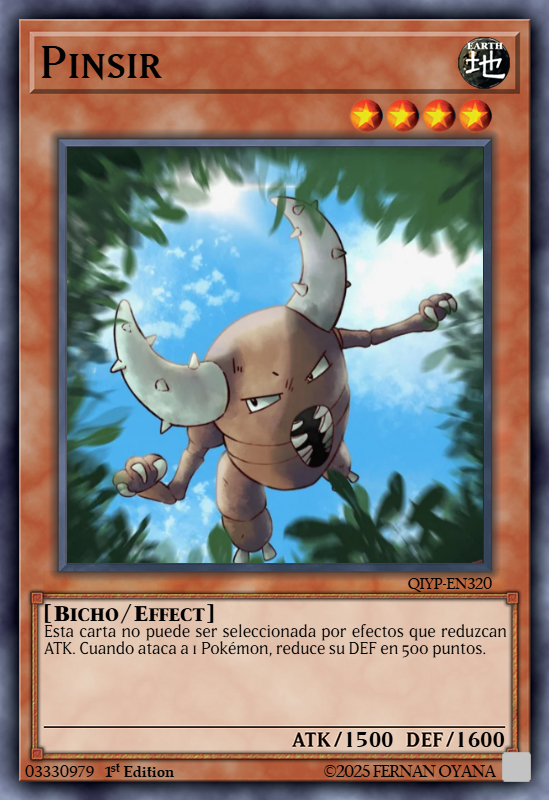 PINSIR
EARTH
地
QIYP-EN320
[BICHO/EFFECT]
Esta carta no puede ser seleccionada por efectos que reduzcan
ATK. Cuando ataca a 1 Pokémon, reduce su DEF en 500 puntos.
ATK/1500 DEF/1600
03330979 1st Edition ©2025 FERNAN OYANA